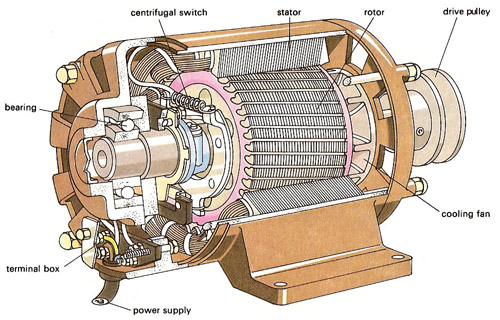 centrifugal switch
stator
rotor
drive pulley
bearing
cooling fan
terminal box
power supply